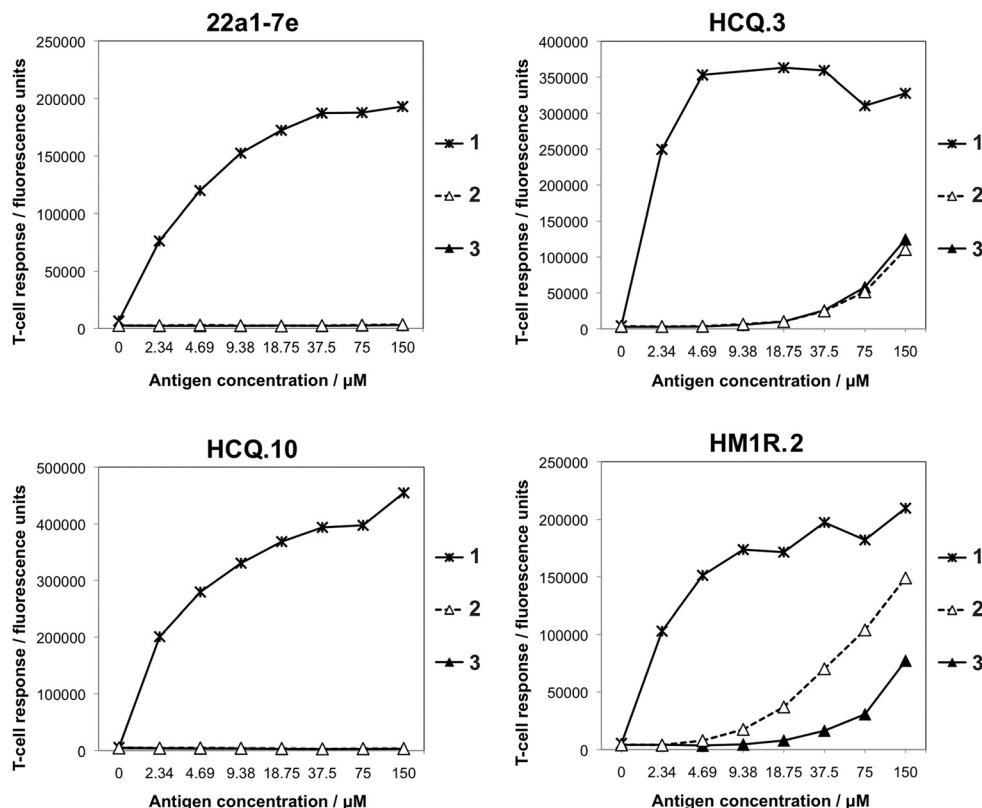 22a1-7e
T-cell response / fluorescence units
250000
200000
150000
100000
50000
0
0 2.34 4.69 9.38 18.75 37.5 75 150
Antigen concentration / µM
1
2
3
HCQ.3
T-cell response / fluorescence units
400000
350000
300000
250000
200000
150000
100000
50000
0
0 2.34 4.69 9.38 18.75 37.5 75 150
Antigen concentration / µM
1
2
3
HCQ.10
T-cell response / fluorescence units
500000
400000
300000
200000
100000
0
0 2.34 4.69 9.38 18.75 37.5 75 150
Antigen concentration / µM
1
2
3
HM1R.2
T-cell response / fluorescence units
250000
200000
150000
100000
50000
0
0 2.34 4.69 9.38 18.75 37.5 75 150
Antigen concentration / µM
1
2
3